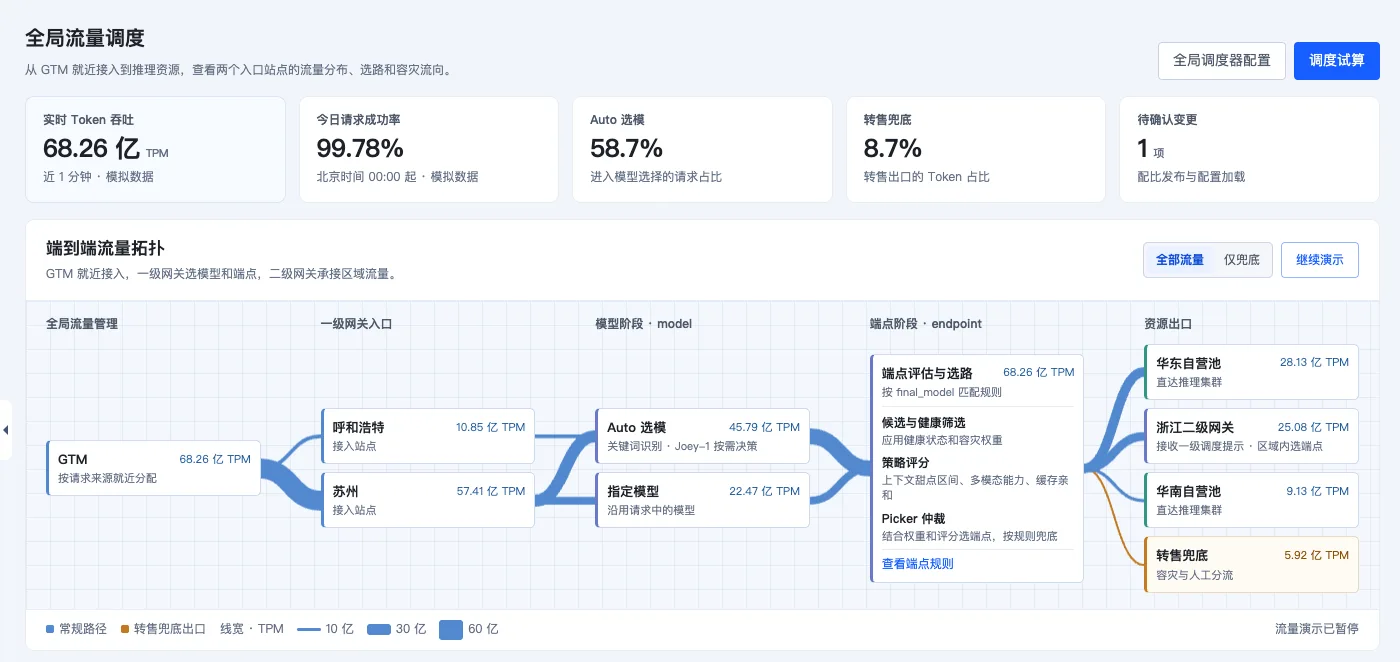 全局流量调度
从 GTM 就近接入到推理资源，查看两个入口站点的流量分布、选路和容灾流向。
全局调度器配置
调度试算
实时 Token 吞吐
68.26 亿 TPM
近 1 分钟 · 模拟数据
今日请求成功率
99.78%
北京时间 00:00 起 · 模拟数据
Auto 选模
58.7%
进入模型选择的请求占比
转售兜底
8.7%
转售出口的 Token 占比
待确认变更
1 项
配比发布与配置加载
端到端流量拓扑
GTM 就近接入，一级网关选模型和端点，二级网关承接区域流量。
全部流量
仅兜底
继续演示
全局流量管理
一级网关入口
模型阶段 · model
端点阶段 · endpoint
资源出口
GTM 68.26 亿 TPM
按请求来源就近分配
呼和浩特 10.85 亿 TPM
接入站点
苏州 57.41 亿 TPM
接入站点
Auto 选模 45.79 亿 TPM
关键词识别 · Joey-1 按需决策
指定模型 22.47 亿 TPM
沿用请求中的模型
端点评估与选路 68.26 亿 TPM
按 final_model 匹配规则
候选与健康筛选
应用健康状态和容灾权重
策略评分
上下文甜点区间、多模态能力、缓存亲
和
Picker 仲裁
结合权重和评分选端点，按规则兜底
查看端点规则
华东自营池 28.13 亿 TPM
直达推理集群
浙江二级网关 25.08 亿 TPM
接收一级调度提示 · 区域内选端点
华南自营池 9.13 亿 TPM
直达推理集群
转售兜底 5.92 亿 TPM
容灾与人工分流
常规路径 转售兜底出口 线宽 · TPM 10 亿 30 亿 60 亿
流量演示已暂停